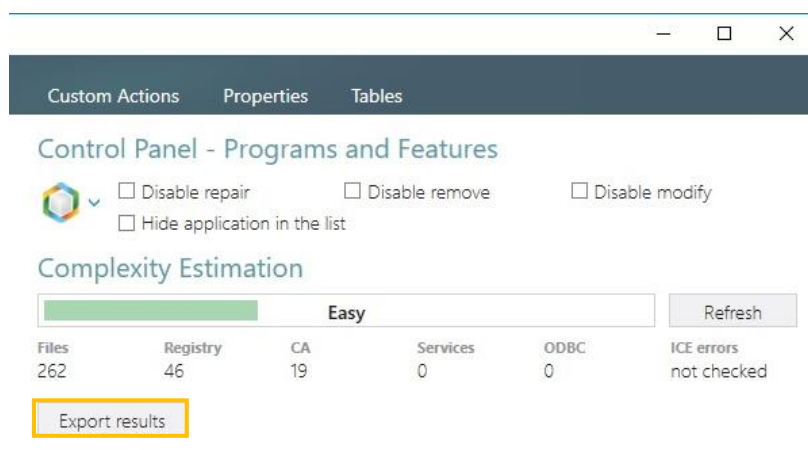 Custom Actions Properties Tables
Control Panel - Programs and Features
Disable repair Disable remove Disable modify
Hide application in the list
Complexity Estimation
Easy Refresh
Files Registry CA Services ODBC ICE errors
262 46 19 0 0 not checked
Export results